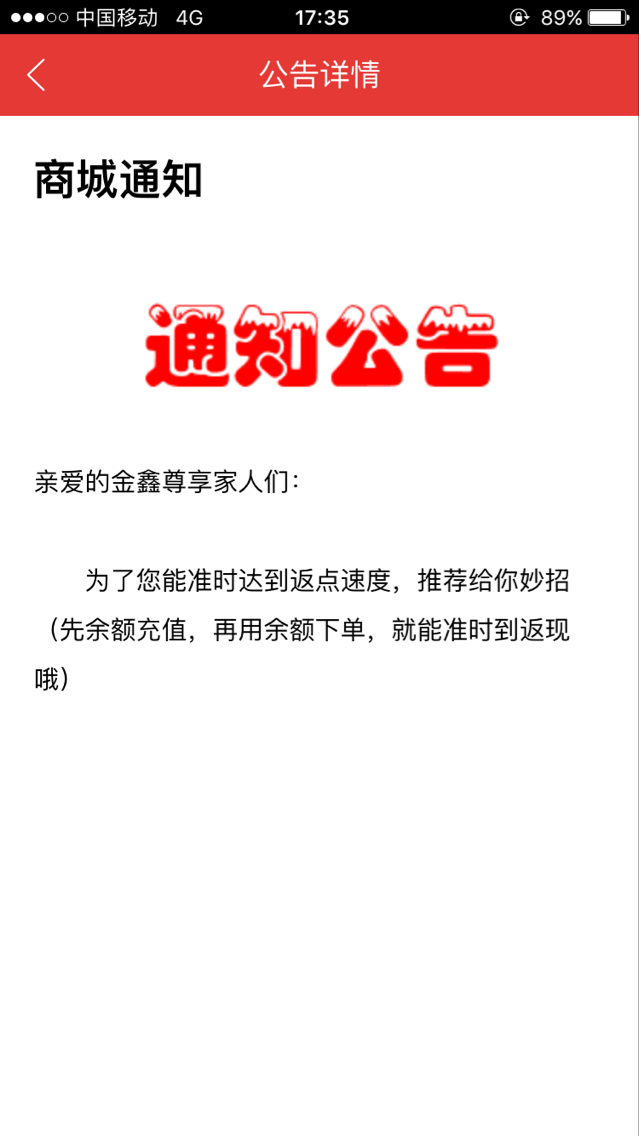 中国移动 4G 17:35 89%
公告详情
商城通知
通知公告
亲爱的金鑫尊享家人们：
为了您能准时达到返点速度，推荐给你妙招
（先余额充值，再用余额下单，就能准时到返现
哦）